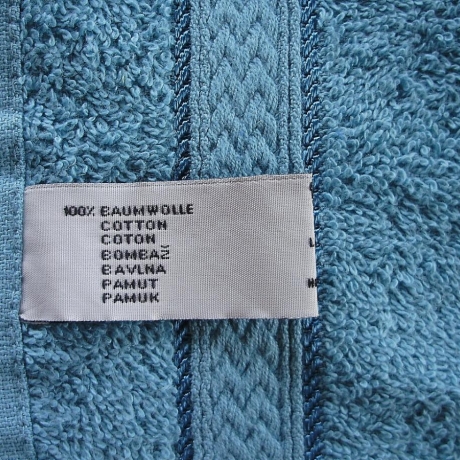 100% BAUMWOLLE
COTTON
COTON
BOMBAŽ
BAVLNA
PAMUT
PAMUK